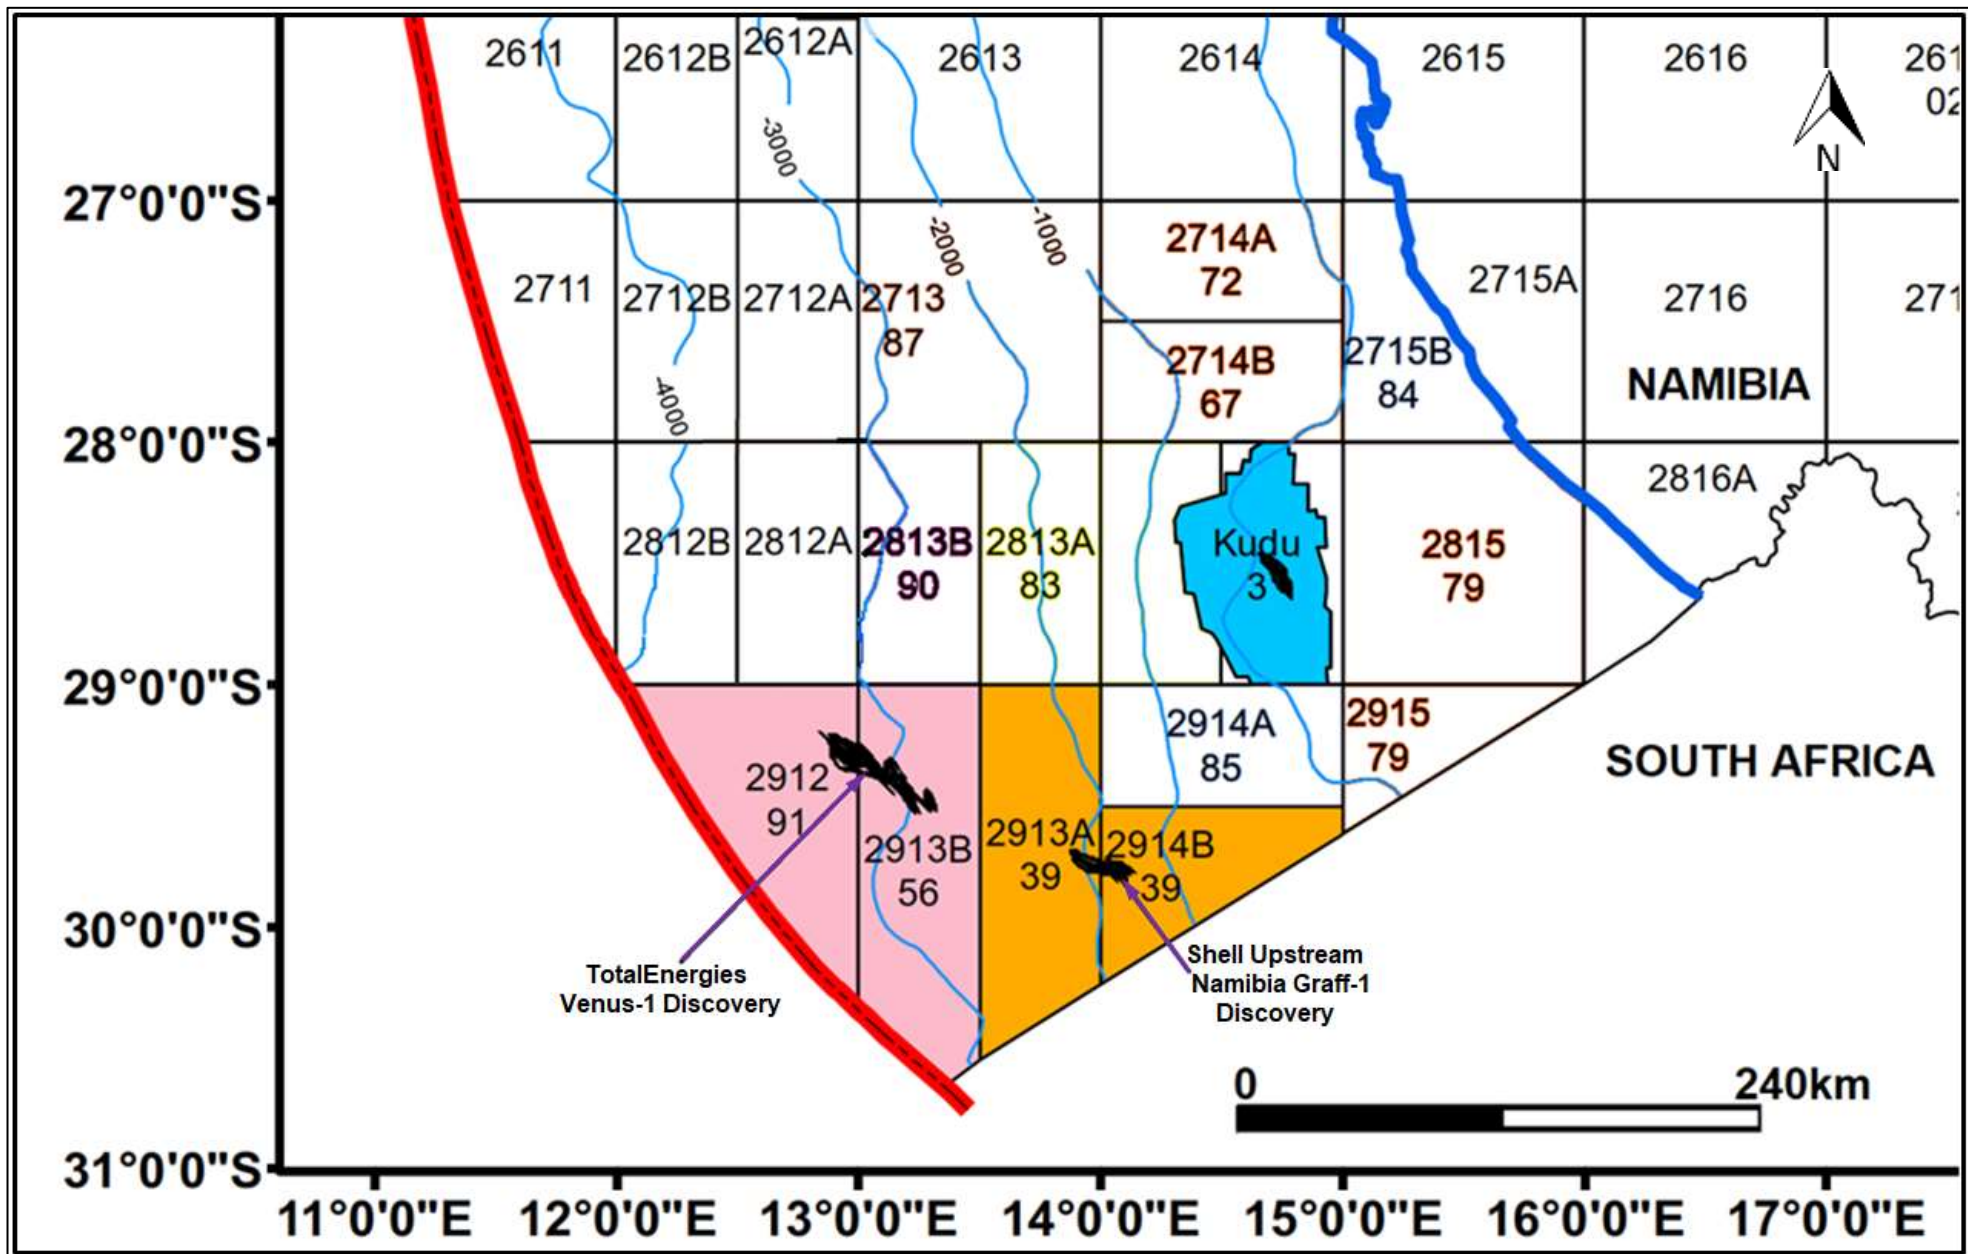 2611
2612B
2612A
2613
2614
2615
2616
261
02
N
-3000
27°0'0"S
-2000
-1000
2714A
72
2711
2712B
2712A
2713
87
2715A
2716
271
2714B
67
2715B
84
-4000
NAMIBIA
28°0'0"S
2816A
2812B
2812A
2813B
90
2813A
83
Kudu
3
2815
79
29°0'0"S
2914A
85
2915
79
SOUTH AFRICA
2912
91
2913B
56
2913A
39
2914B
39
30°0'0"S
TotalEnergies
Venus-1 Discovery
Shell Upstream
Namibia Graff-1
Discovery
0 240km
31°0'0"S
11°0'0"E 12°0'0"E 13°0'0"E 14°0'0"E 15°0'0"E 16°0'0"E 17°0'0"E